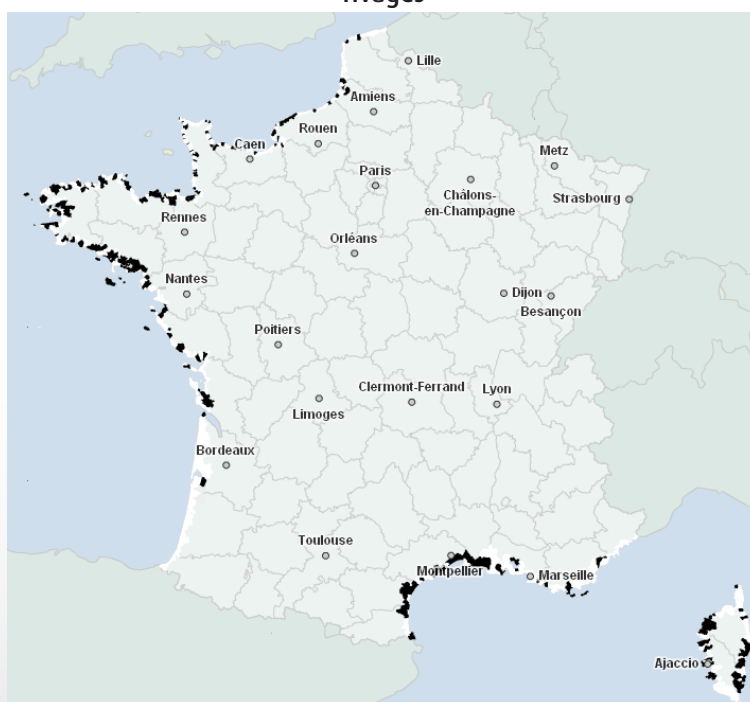 rivages
Lille
Amiens
Rouen
Caen
Metz
Paris
Châlons-
en-Champagne
Strasbourg
Rennes
Orléans
Nantes
Dijon
Besançon
Poitiers
Clermont-Ferrand
Lyon
Limoges
Bordeaux
Toulouse
Montpellier
Marseille
Ajaccio